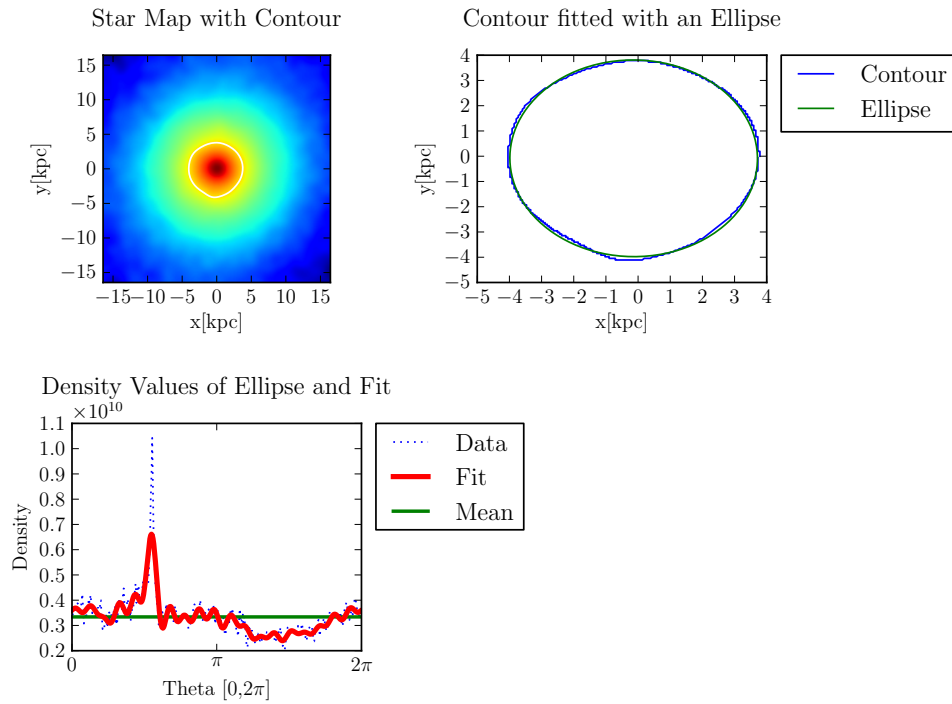 Star Map with Contour
y[kpc]
15
10
5
0
−5
−10
−15
−15−10 −5 0 5 10 15
x[kpc]
Contour fitted with an Ellipse
y[kpc]
4
3
2
1
0
−1
−2
−3
−4
−5
−5 −4 −3 −2 −1 0 1 2 3 4
x[kpc]
Contour
Ellipse
Density Values of Ellipse and Fit
×10^10
Density
1.1
1.0
0.9
0.8
0.7
0.6
0.5
0.4
0.3
0.2
0 π 2π
Theta [0,2π]
Data
Fit
Mean